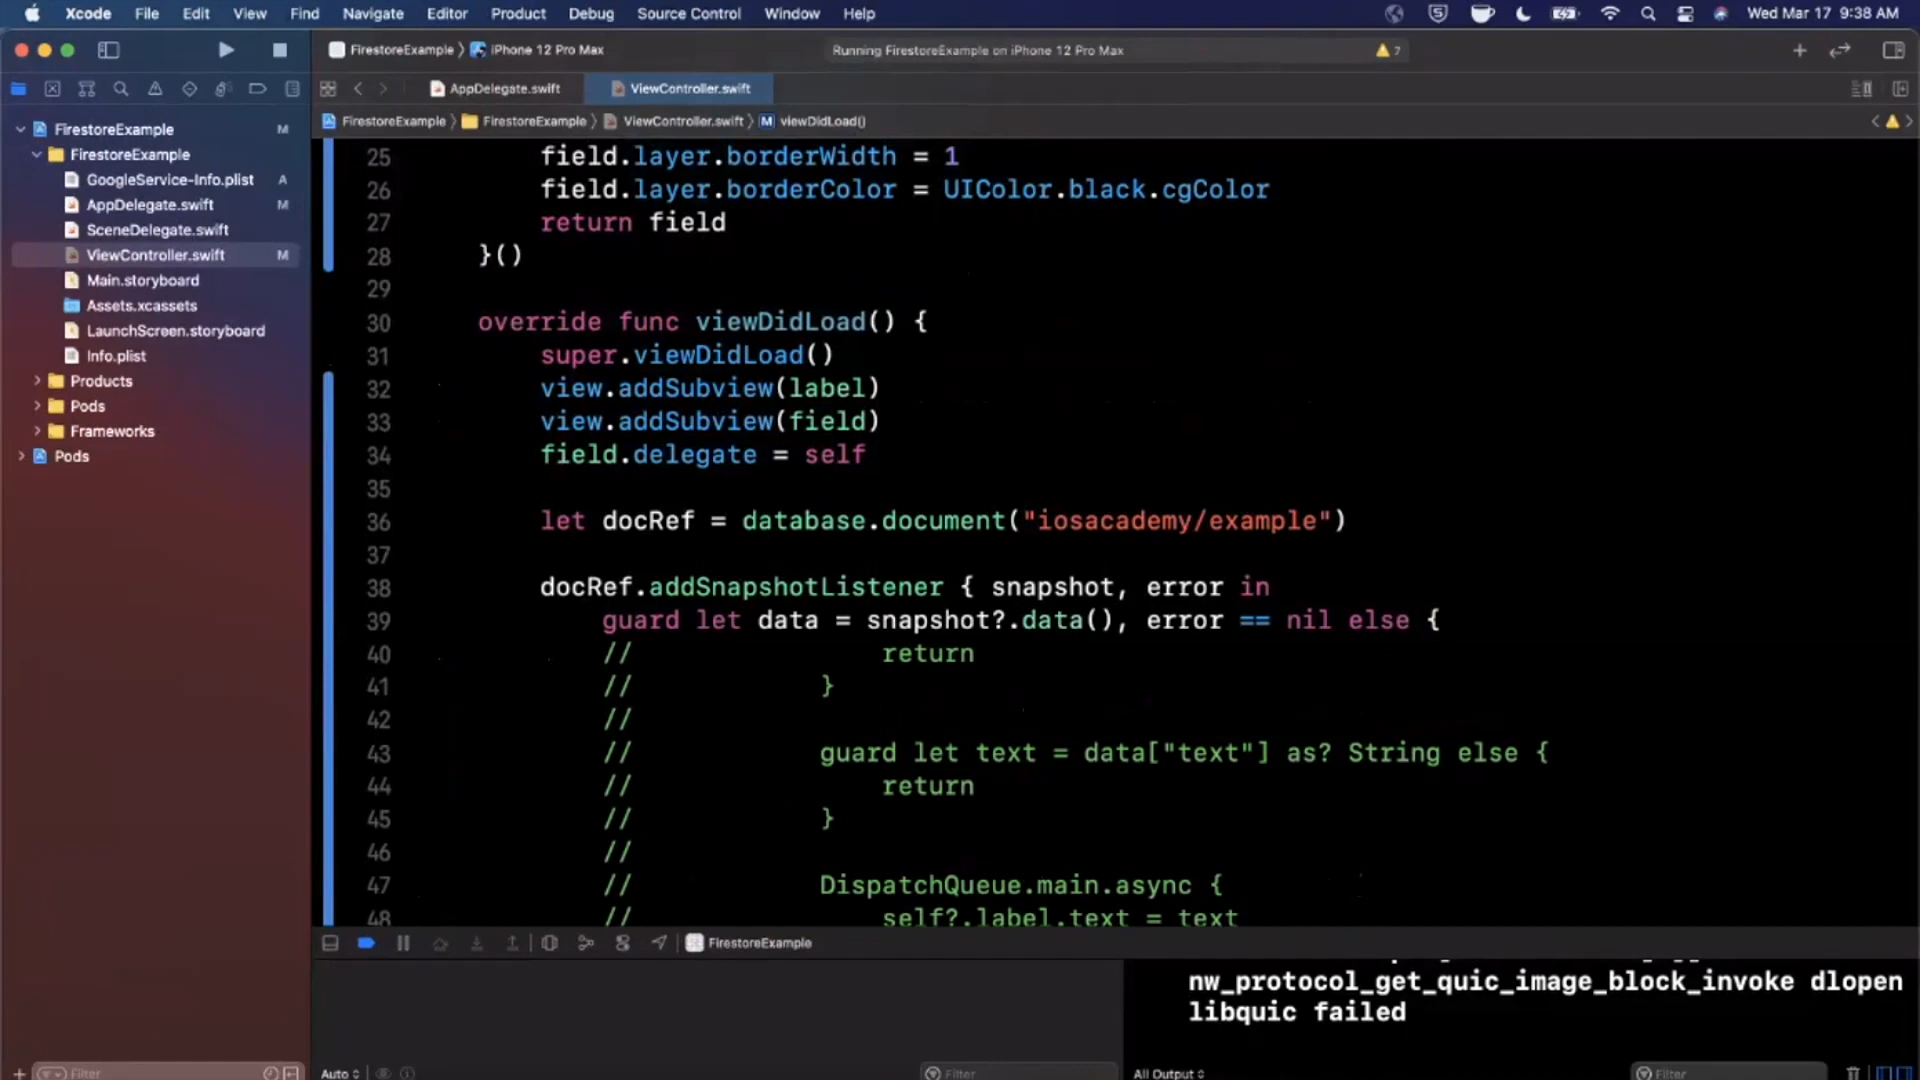 Xcode File Edit View Find Navigate Editor Product Debug Source Control Window Help Wed Mar 17 9:38 AM
FirestoreExample iPhone 12 Pro Max Running FirestoreExample on iPhone 12 Pro Max 7
AppDelegate.swift ViewController.swift
FirestoreExample FirestoreExample ViewController.swift M viewDidLoad()
FirestoreExample M
FirestoreExample
GoogleService-Info.plist A
AppDelegate.swift M
SceneDelegate.swift
ViewController.swift M
Main.storyboard
Assets.xcassets
LaunchScreen.storyboard
Info.plist
Products
Pods
Frameworks
Pods
25 field.layer.borderWidth = 1
26 field.layer.borderColor = UIColor.black.cgColor
27 return field
28 }()
29
30 override func viewDidLoad() {
31 super.viewDidLoad()
32 view.addSubview(label)
33 view.addSubview(field)
34 field.delegate = self
35
36 let docRef = database.document("iosacademy/example")
37
38 docRef.addSnapshotListener { snapshot, error in
39 guard let data = snapshot?.data(), error == nil else {
40 // return
41 // }
42 //
43 // guard let text = data["text"] as? String else {
44 // return
45 // }
46 //
47 // DispatchQueue.main.async {
48 // self?.label.text = text
FirestoreExample
nw_protocol_get_quic_image_block_invoke dlopen
libquic failed
Filter Auto Filter All Output Filter